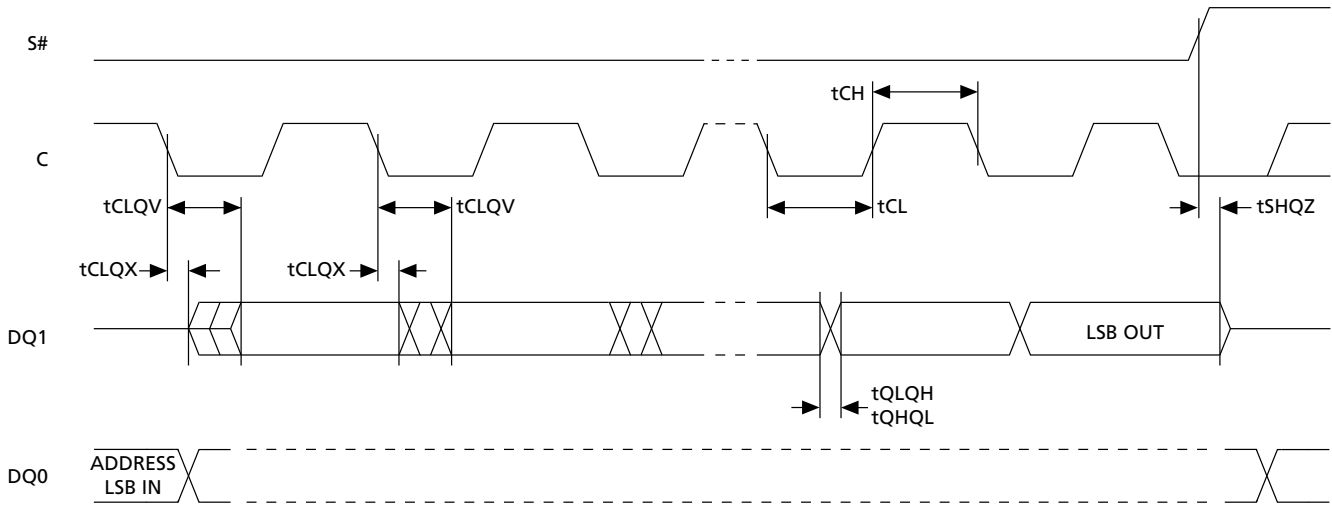 S#
tCH
C
tCLQV
tCLQV
tCL
tSHQZ
tCLQX
tCLQX
DQ1
LSB OUT
tQLQH
tQHQL
DQ0
ADDRESS
LSB IN